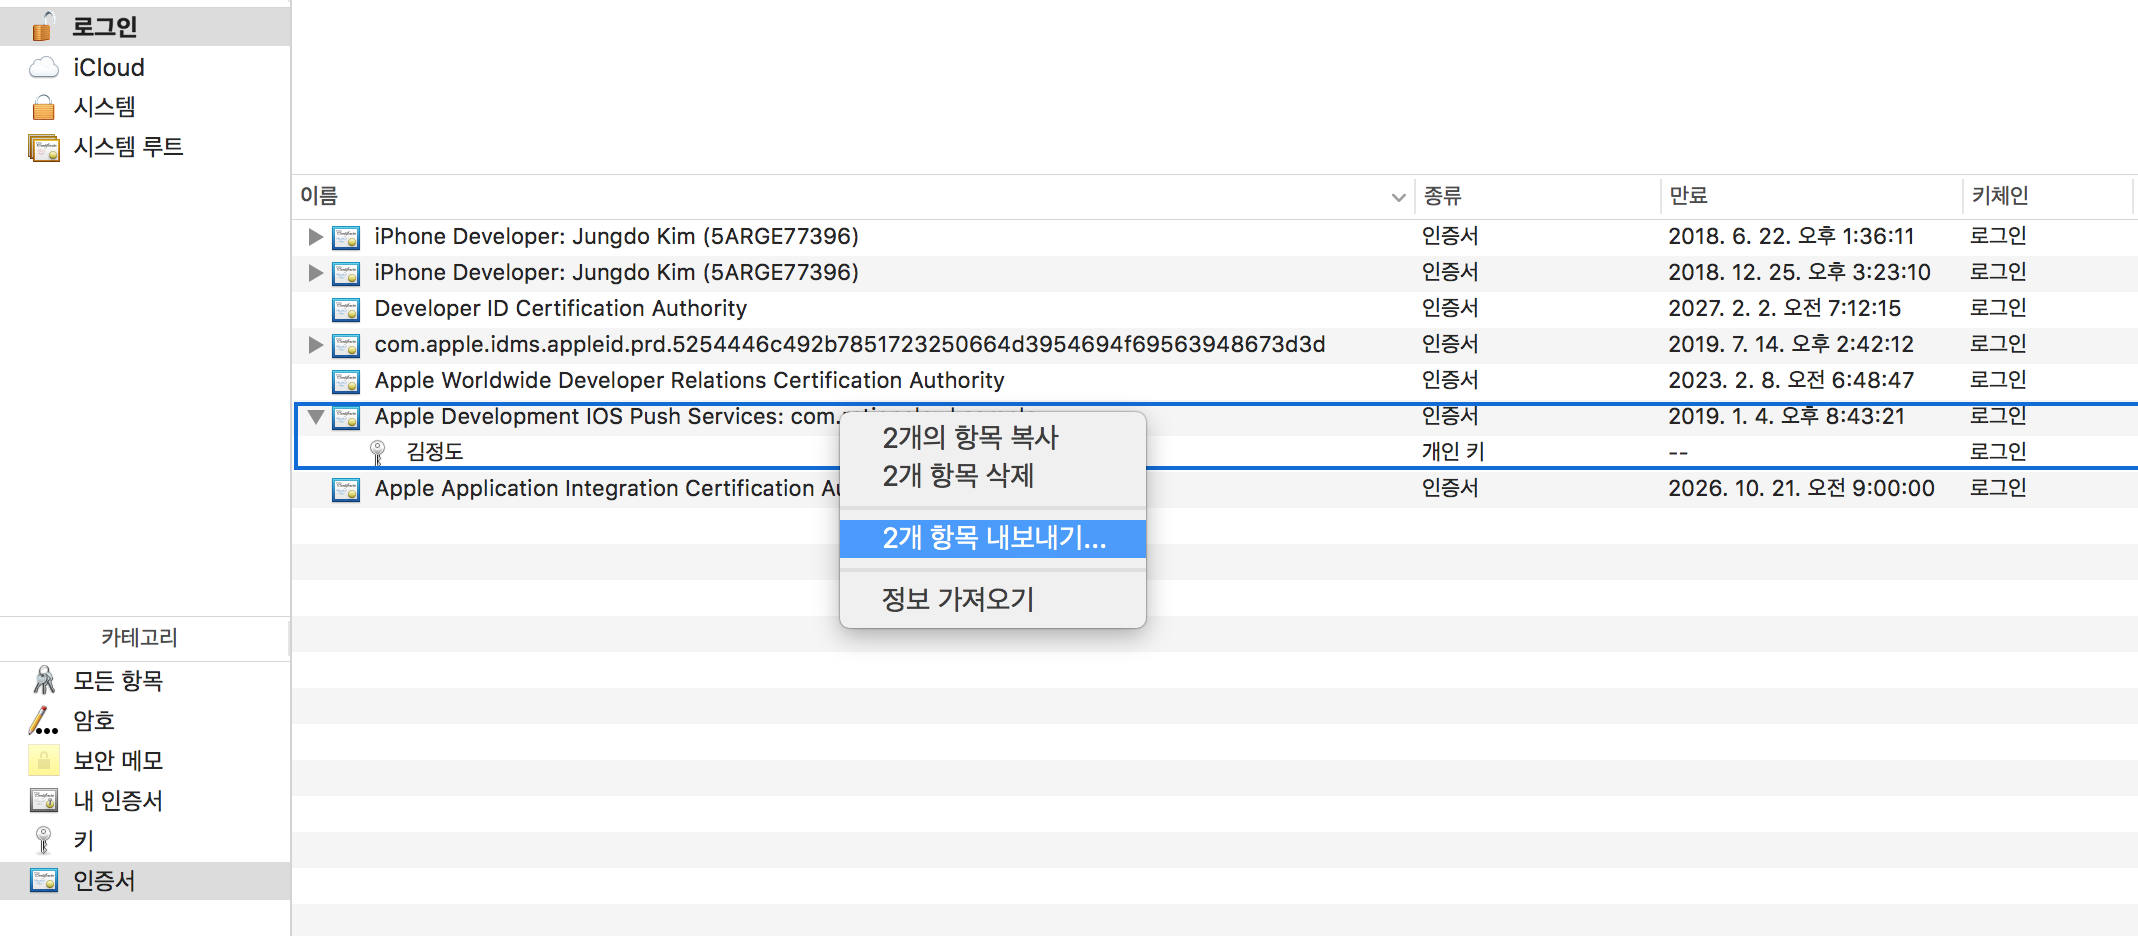 로그인
iCloud
시스템
시스템 루트
이름 종류 만료 키체인
iPhone Developer: Jungdo Kim (5ARGE77396) 인증서 2018. 6. 22. 오후 1:36:11 로그인
iPhone Developer: Jungdo Kim (5ARGE77396) 인증서 2018. 12. 25. 오후 3:23:10 로그인
Developer ID Certification Authority 인증서 2027. 2. 2. 오전 7:12:15 로그인
com.apple.idms.appleid.prd.5254446c492b7851723250664d3954694f69563948673d3d 인증서 2019. 7. 14. 오후 2:42:12 로그인
Apple Worldwide Developer Relations Certification Authority 인증서 2023. 2. 8. 오전 6:48:47 로그인
Apple Development IOS Push Services: com. 인증서 2019. 1. 4. 오후 8:43:21 로그인
김정도 개인 키 -- 로그인
Apple Application Integration Certification 인증서 2026. 10. 21. 오전 9:00:00 로그인
2개의 항목 복사
2개 항목 삭제
2개 항목 내보내기...
정보 가져오기
카테고리
모든 항목
암호
보안 메모
내 인증서
키
인증서